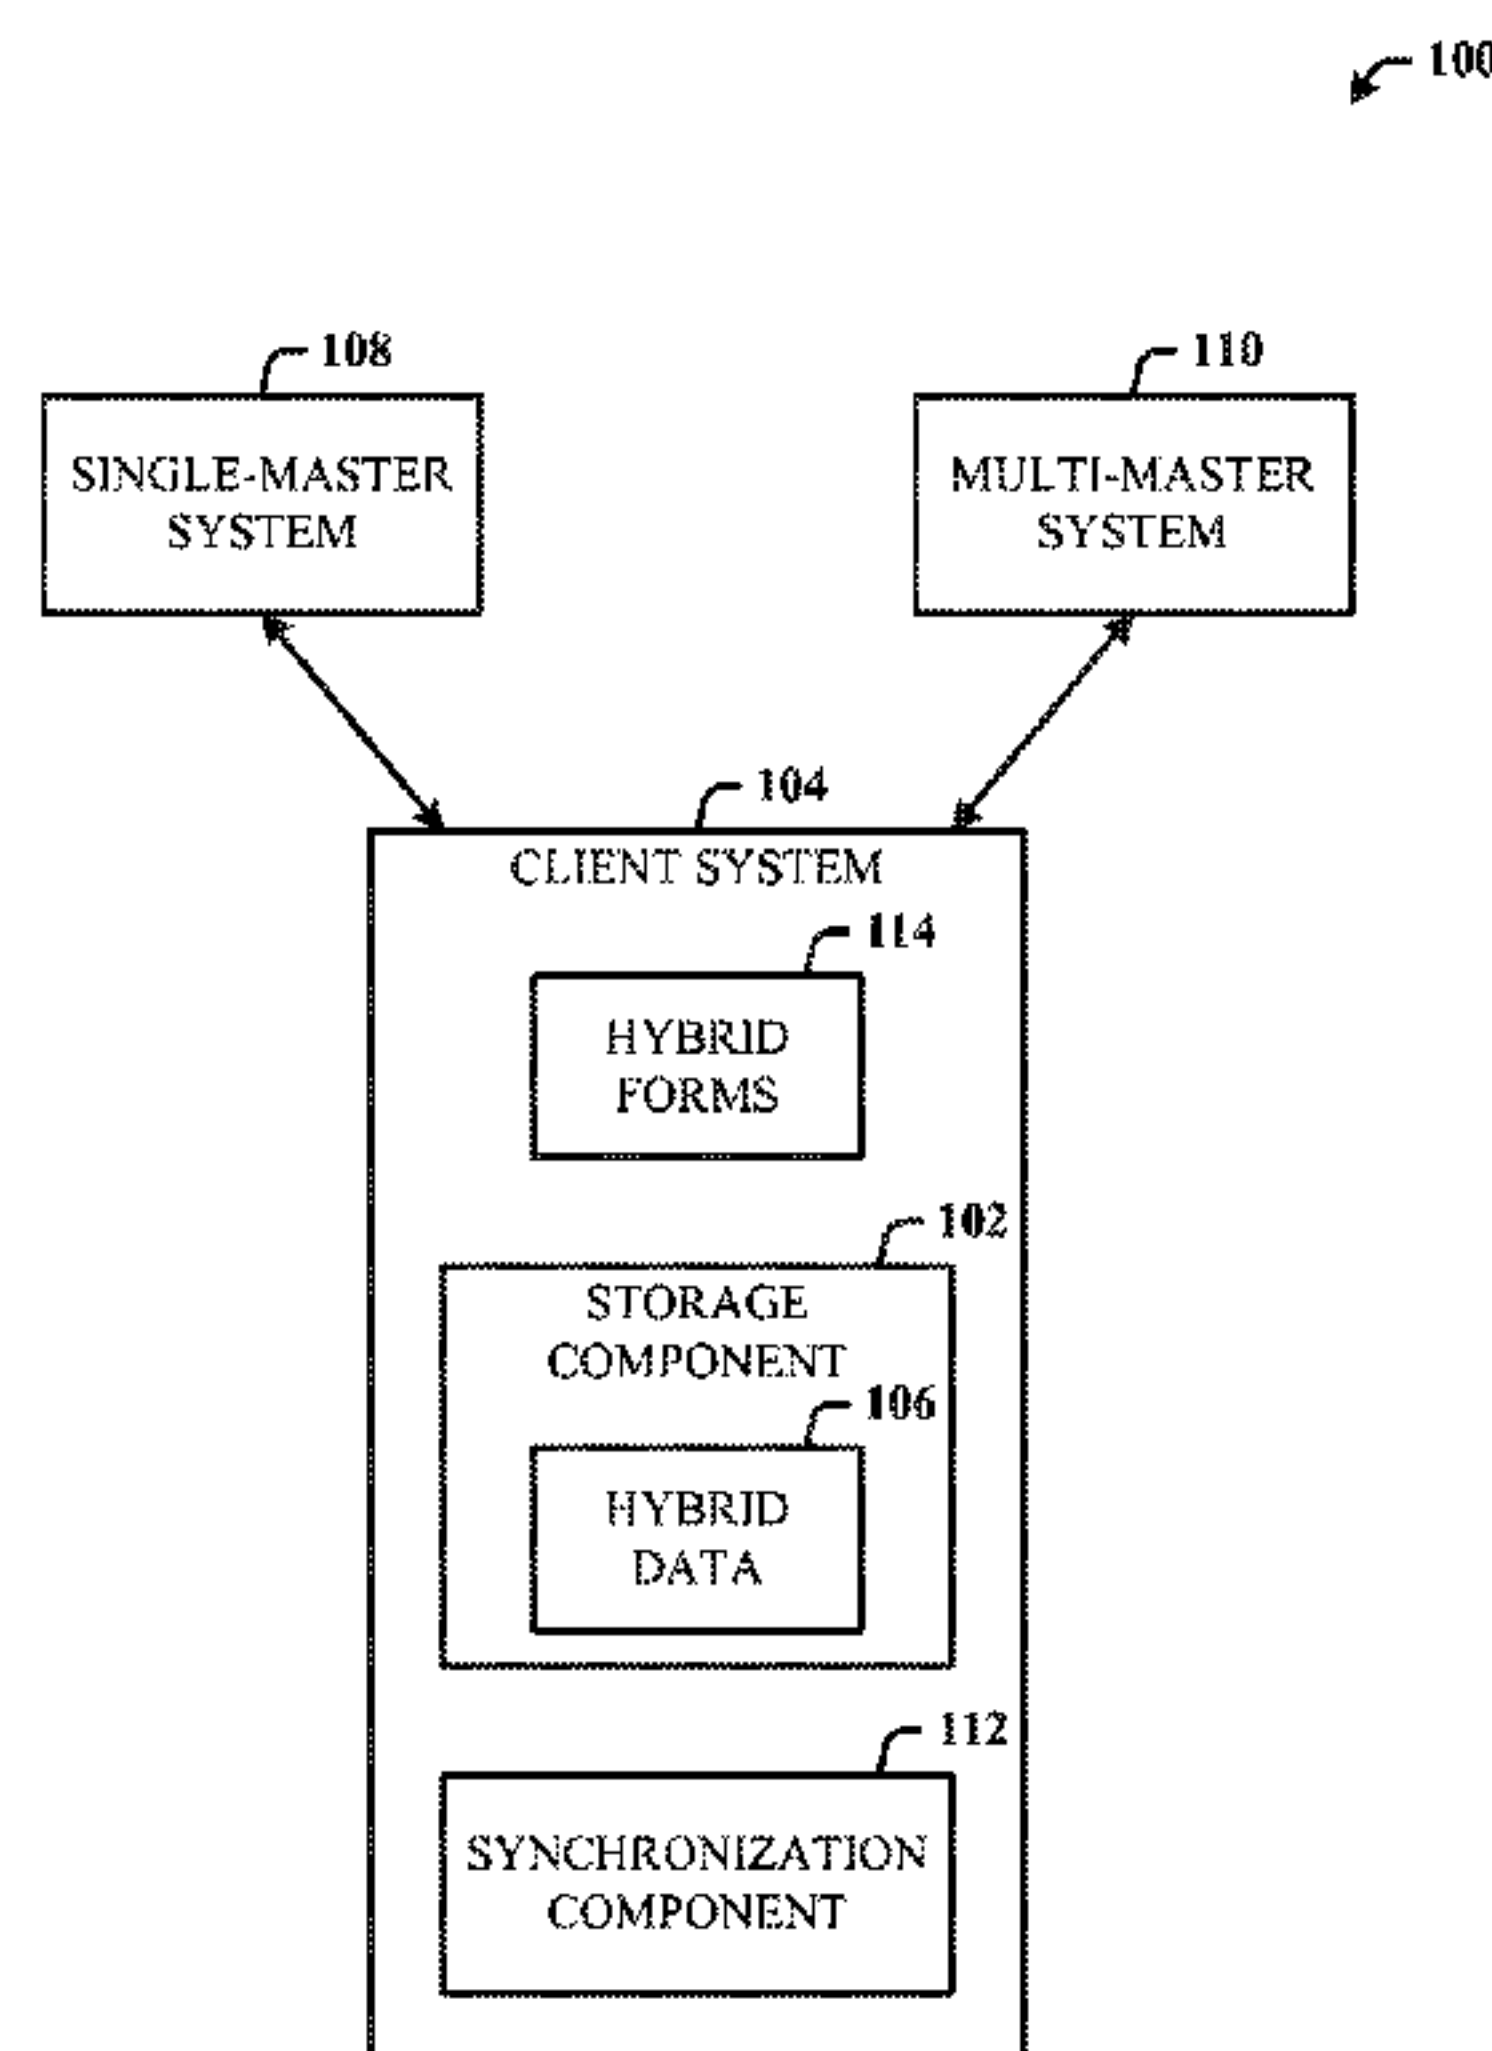 100
108
110
SINGLE-MASTER
SYSTEM
MULTI-MASTER
SYSTEM
104
CLIENT SYSTEM
114
HYBRID
FORMS
102
STORAGE
COMPONENT
106
HYBRID
DATA
112
SYNCHRONIZATION
COMPONENT